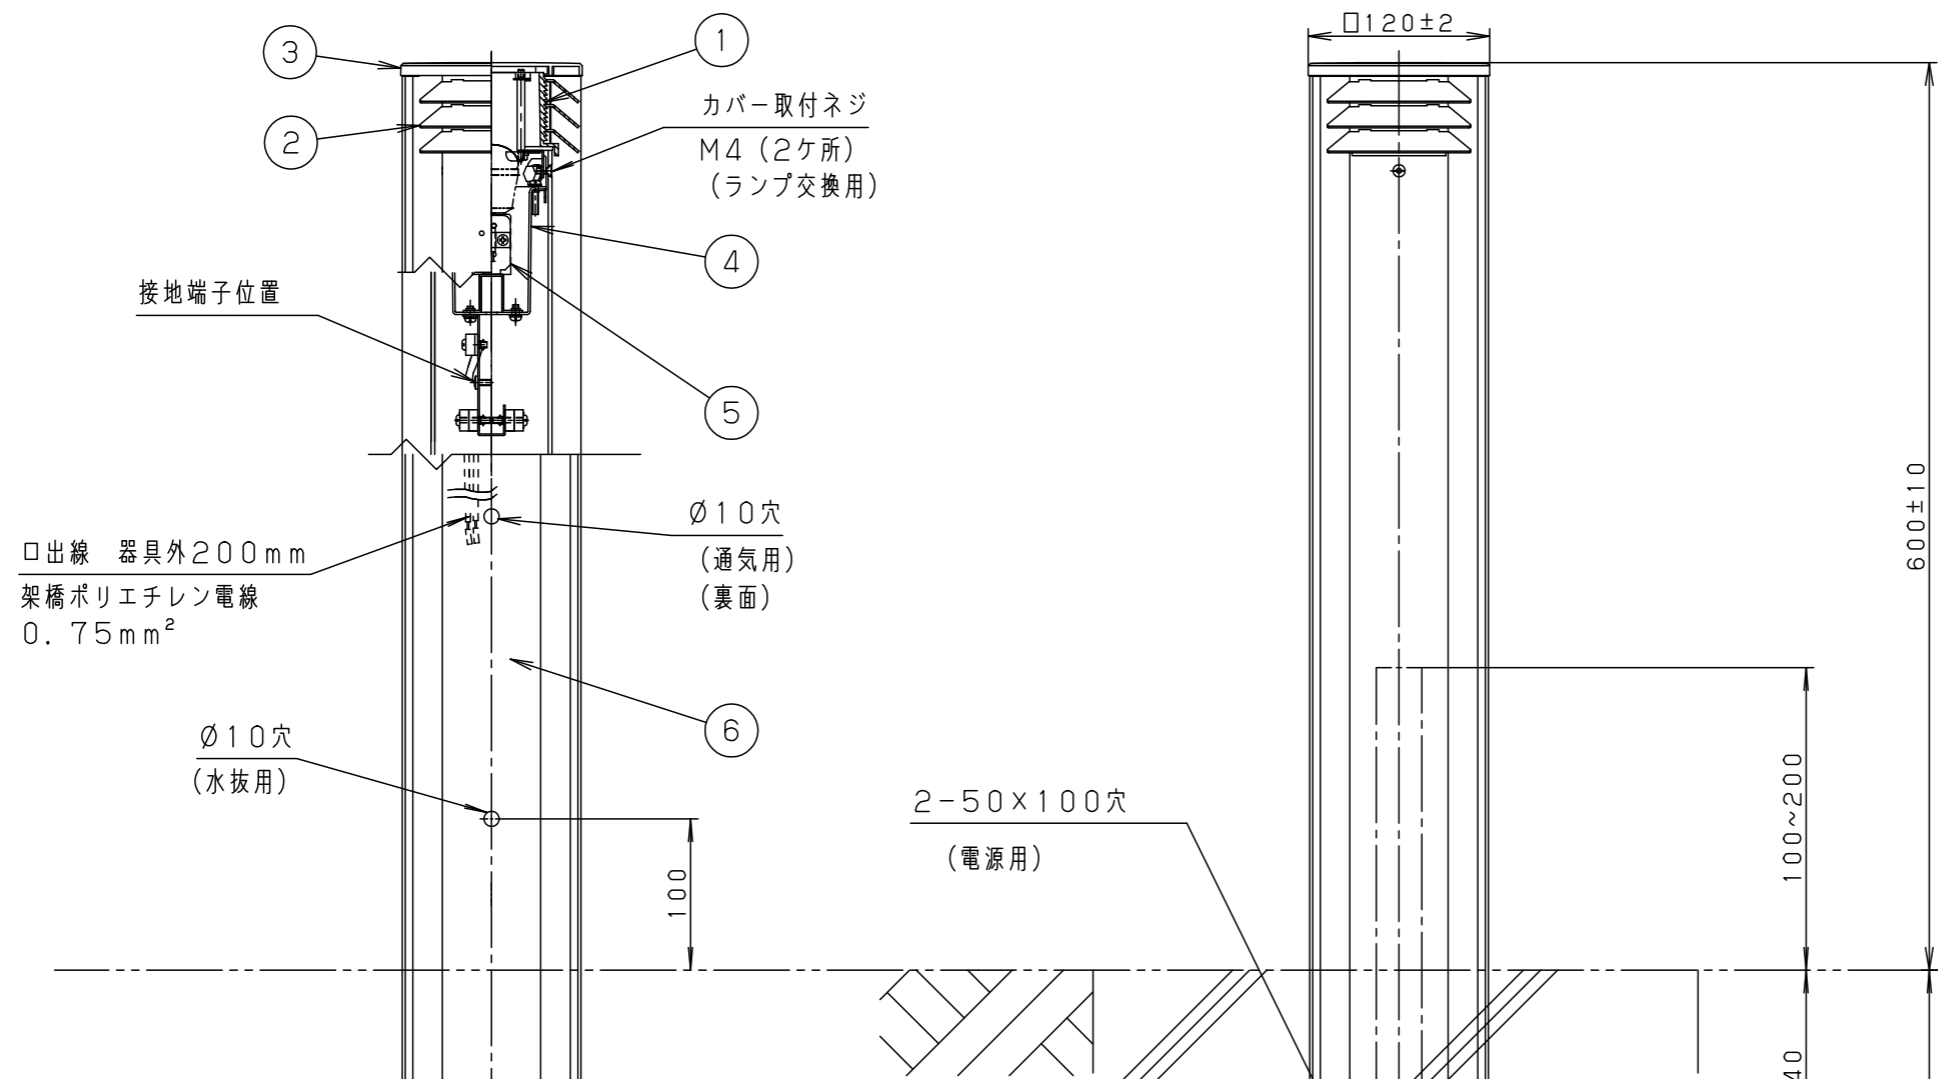 ③
①
②
カバー取付ネジ
M4(2ケ所)
(ランプ交換用)
④
接地端子位置
⑤
口出線 器具外200mm
架橋ポリエチレン電線
0.75mm²
Ø10穴
(通気用)
(裏面)
⑥
Ø10穴
(水抜用)
100
□120±2
600±10
2-50×100穴
(電源用)
100~200
40